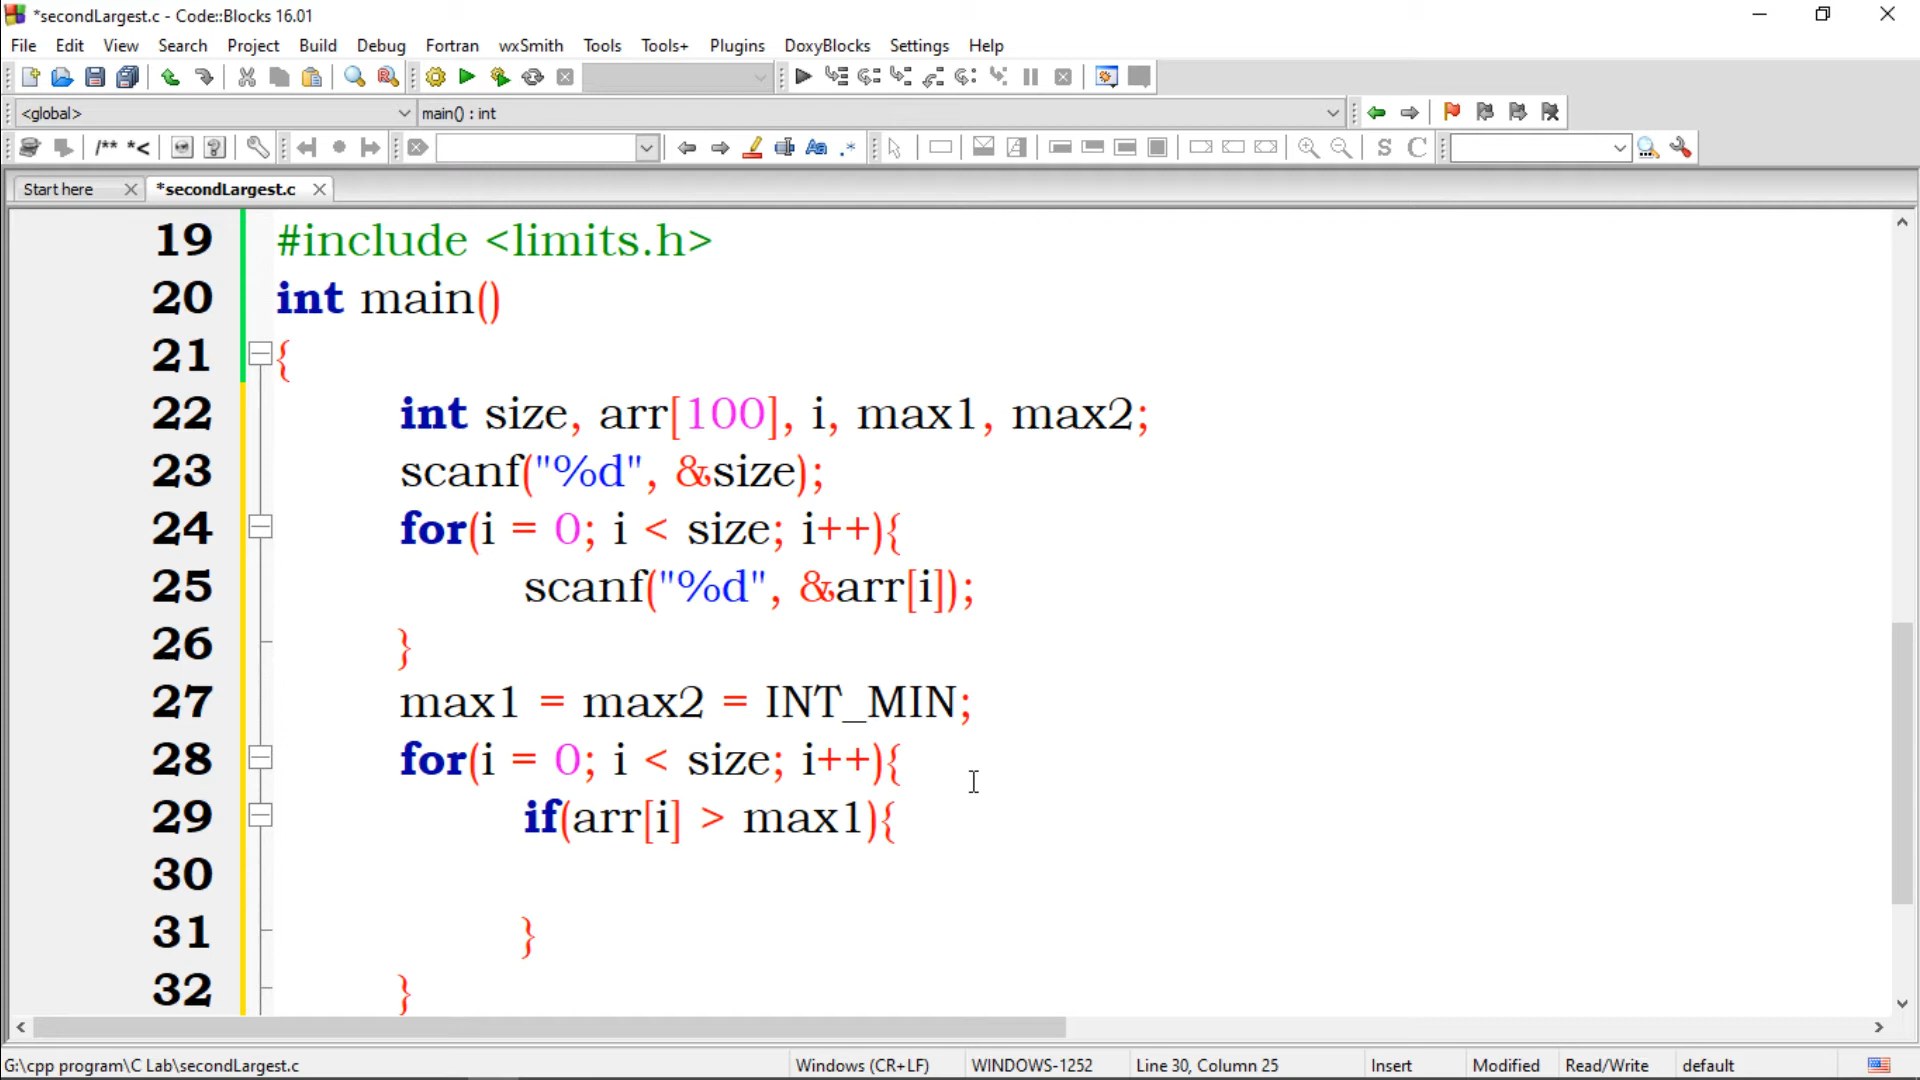 *secondLargest.c - Code::Blocks 16.01
File Edit View Search Project Build Debug Fortran wxSmith Tools Tools+ Plugins DoxyBlocks Settings Help
<global> main() : int
/** *<
S C
Start here *secondLargest.c
19 #include <limits.h>
20 int main()
21 {
22 int size, arr[100], i, max1, max2;
23 scanf("%d", &size);
24 for(i = 0; i < size; i++){
25 scanf("%d", &arr[i]);
26 }
27 max1 = max2 = INT_MIN;
28 for(i = 0; i < size; i++){
29 if(arr[i] > max1){
30
31 }
32 }
G:\cpp program\C Lab\secondLargest.c Windows (CR+LF) WINDOWS-1252 Line 30, Column 25 Insert Modified Read/Write default